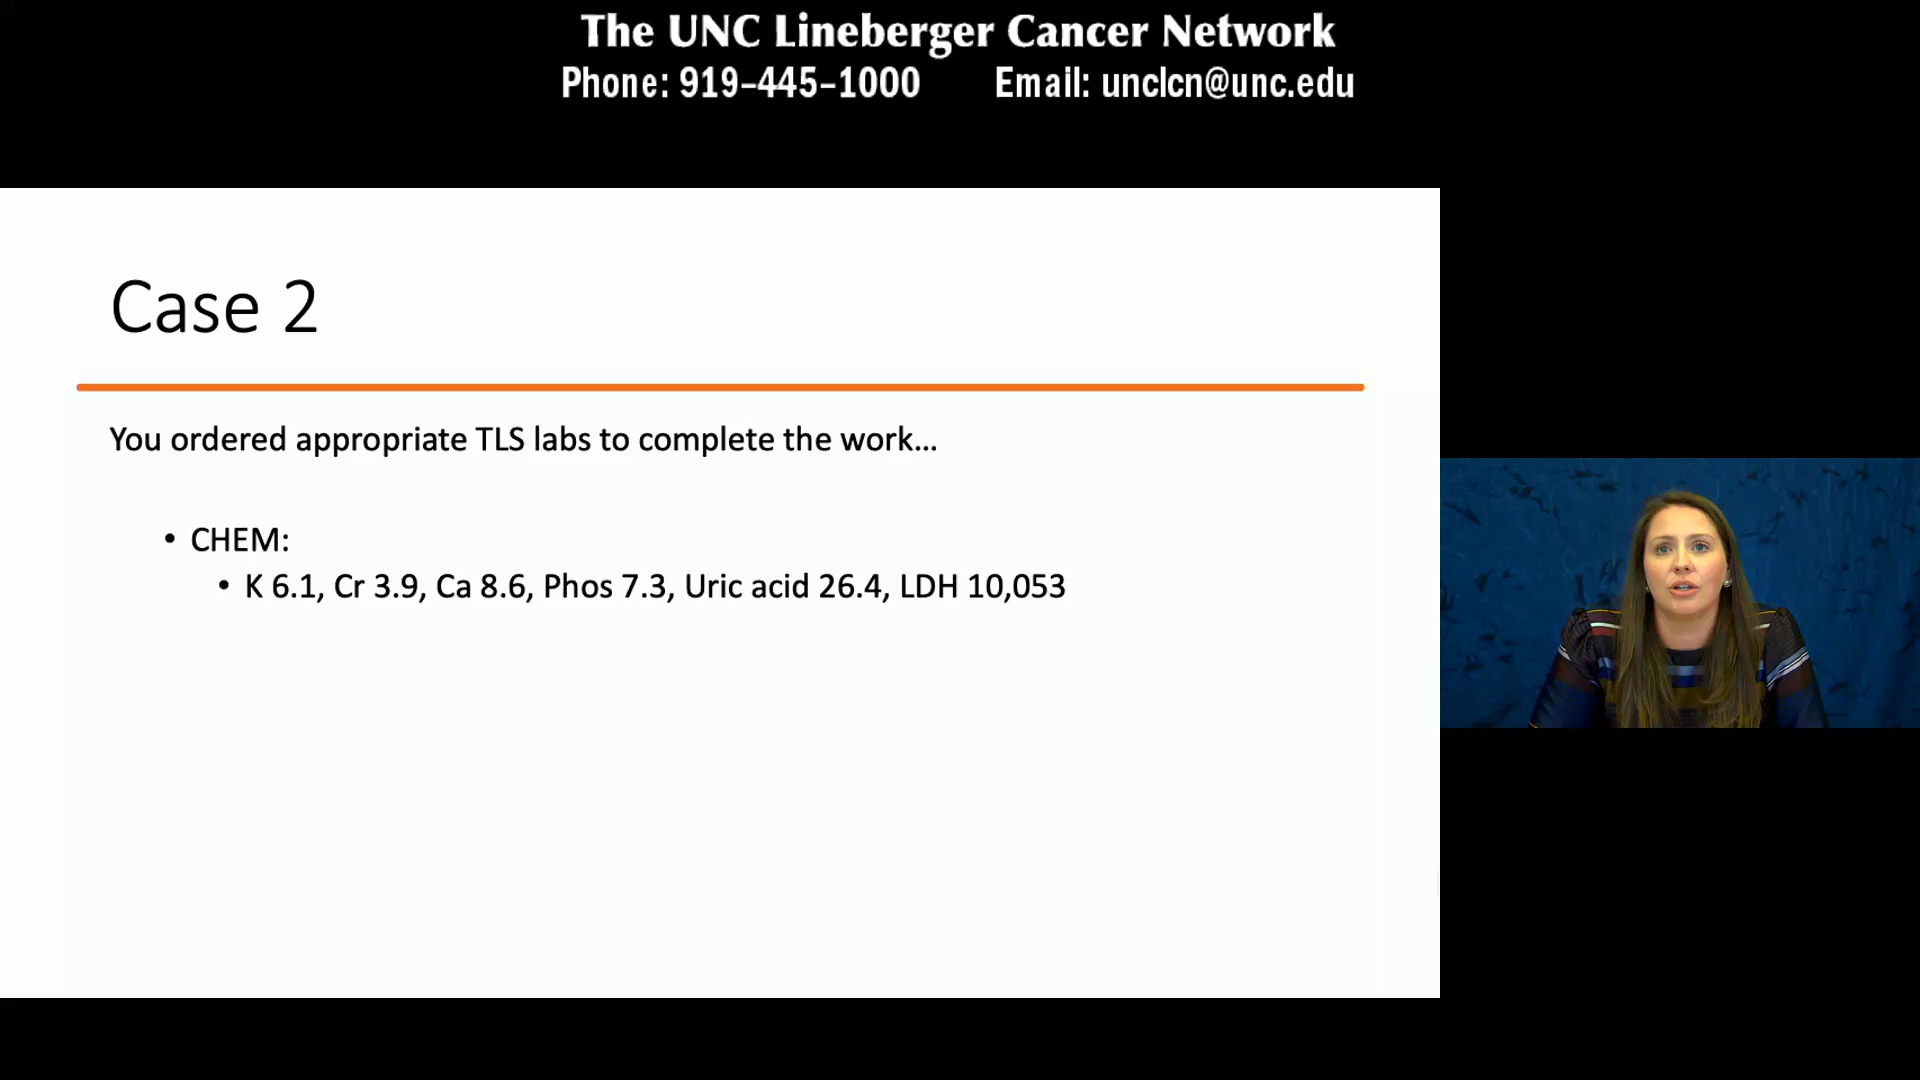 The UNC Lineberger Cancer Network
Phone: 919-445-1000 Email: unclcn@unc.edu
Case 2
You ordered appropriate TLS labs to complete the work...
• CHEM:
• K 6.1, Cr 3.9, Ca 8.6, Phos 7.3, Uric acid 26.4, LDH 10,053